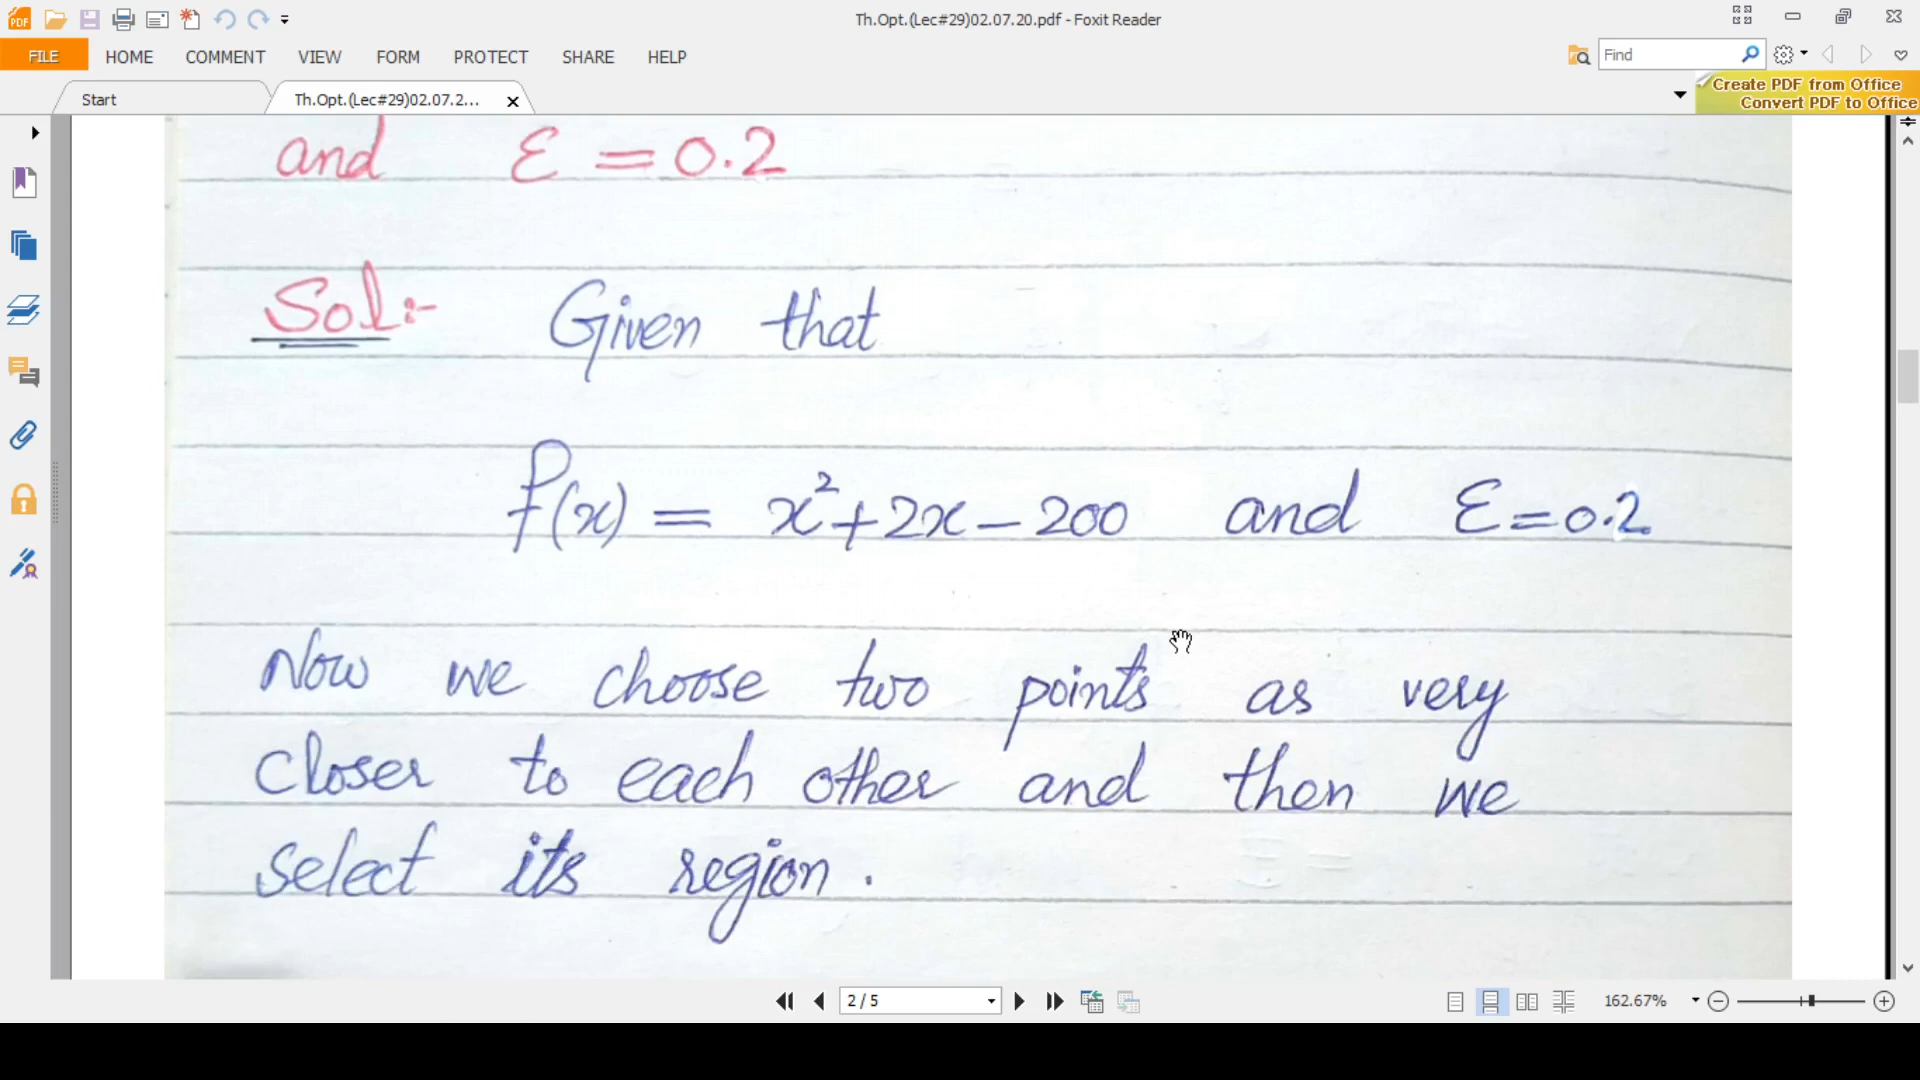 Th.Opt.(Lec#29)02.07.20.pdf - Foxit Reader
FILE HOME COMMENT VIEW FORM PROTECT SHARE HELP
Find
Start
Th.Opt.(Lec#29)02.07.2...
Create PDF from Office
Convert PDF to Office
and ε = 0.2
Sol:- Given that
f(x) = x²+2x-200 and ε=0.2
Now we choose two points as very
closer to each other and then we
select its region.
2 / 5
162.67%